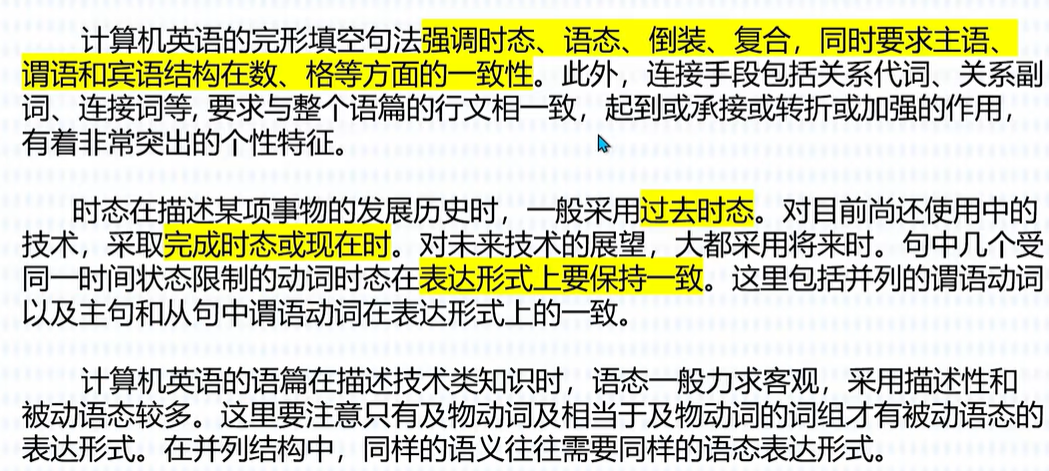 计算机英语的完形填空句法强调时态、语态、倒装、复合，同时要求主语、
谓语和宾语结构在数、格等方面的一致性。此外，连接手段包括关系代词、关系副
词、连接词等, 要求与整个语篇的行文相一致，起到或承接或转折或加强的作用，
有着非常突出的个性特征。
时态在描述某项事物的发展历史时，一般采用过去时态。对目前尚还使用中的
技术，采取完成时态或现在时。对未来技术的展望，大都采用将来时。句中几个受
同一时间状态限制的动词时态在表达形式上要保持一致。这里包括并列的谓语动词
以及主句和从句中谓语动词在表达形式上的一致。
计算机英语的语篇在描述技术类知识时，语态一般力求客观，采用描述性和
被动语态较多，这里要注意只有及物动词及相当于及物动词的词组才有被动语态的
表达形式。在并列结构中，同样的语义往往需要同样的语态表达形式。